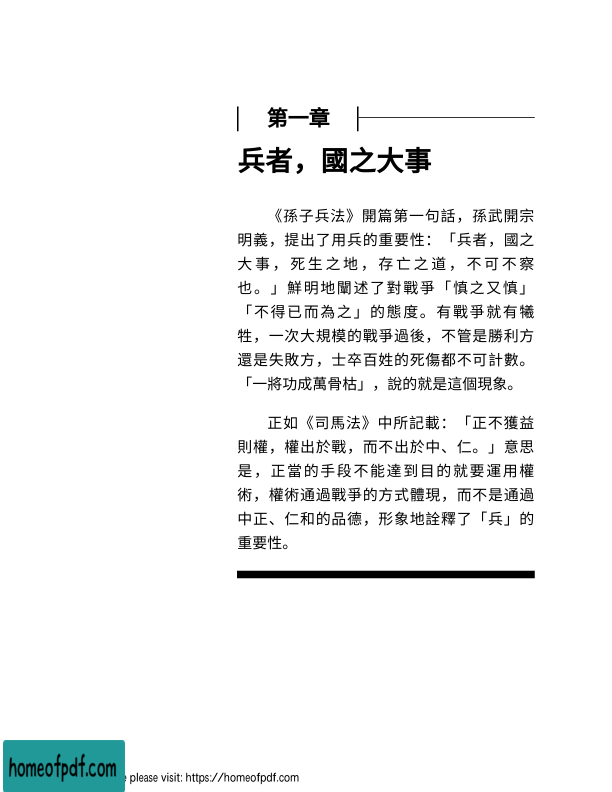 第一章
兵者，國之大事
《孫子兵法》開篇第一句話，孫武開宗
明義，提出了用兵的重要性：「兵者，國之
大事，死生之地，存亡之道，不可不察
也。」鮮明地闡述了對戰爭「慎之又慎」
「不得已而為之」的態度。有戰爭就有犧
牲，一次大規模的戰爭過後，不管是勝利方
還是失敗方，士卒百姓的死傷都不可計數。
「一將功成萬骨枯」，說的就是這個現象。
正如《司馬法》中所記載：「正不獲益
則權，權出於戰，而不出於中、仁。」意思
是，正當的手段不能達到目的就要運用權
術，權術通過戰爭的方式體現，而不是通過
中正、仁和的品德，形象地詮釋了「兵」的
重要性。
homeofpdf.com
please visit: https://homeofpdf.com